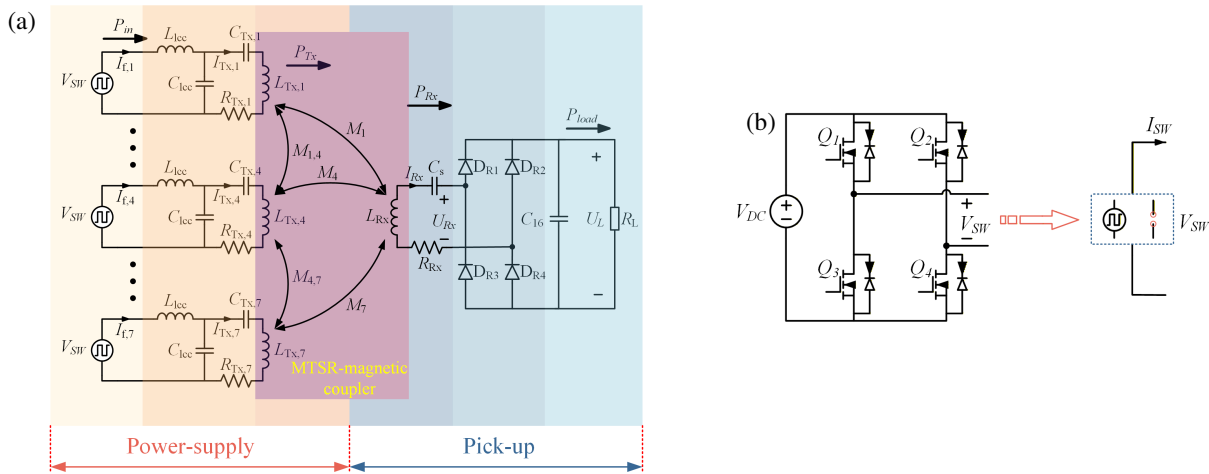 (a)
P_in
L_lcc
C_Tx,1
I_f,1
I_Tx,1
P_Tx
V_SW
C_lcc
L_Tx,1
R_Tx,1
P_Rx
M_1
P_load
M_1,4
L_lcc
C_Tx,4
M_4
I_f,4
I_Tx,4
I_Rx
C_s
D_R1
D_R2
V_SW
C_lcc
L_Tx,4
L_Rx
+
U_Rx
−
C_16
+
U_L
−
R_L
R_Tx,4
R_Rx
D_R3
D_R4
M_4,7
M_7
L_lcc
C_Tx,7
I_f,7
I_Tx,7
V_SW
C_lcc
L_Tx,7
R_Tx,7
MTSR-magnetic
coupler
Power-supply
Pick-up
(b)
Q_1
Q_2
I_SW
V_DC
+
−
+
V_SW
−
V_SW
Q_3
Q_4